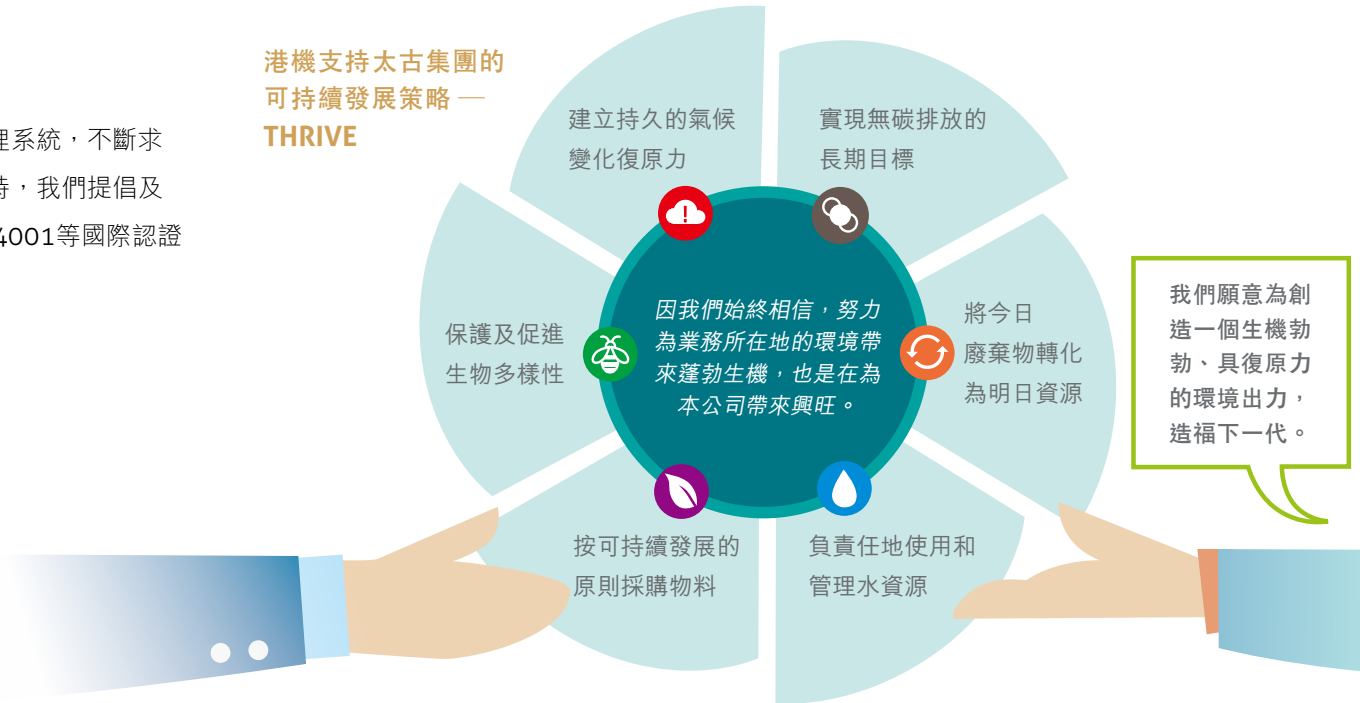 港機支持太古集團的
可持續發展策略 —
THRIVE
理系統，不斷求
時，我們提倡及
4001等國際認證
建立持久的氣候
變化復原力
實現無碳排放的
長期目標
保護及促進
生物多樣性
因我們始終相信，努力
為業務所在地的環境帶
來蓬勃生機，也是在為
本公司帶來興旺。
將今日
廢棄物轉化
為明日資源
按可持續發展的
原則採購物料
負責任地使用和
管理水資源
我們願意為創
造一個生機勃
勃、具復原力
的環境出力，
造福下一代。